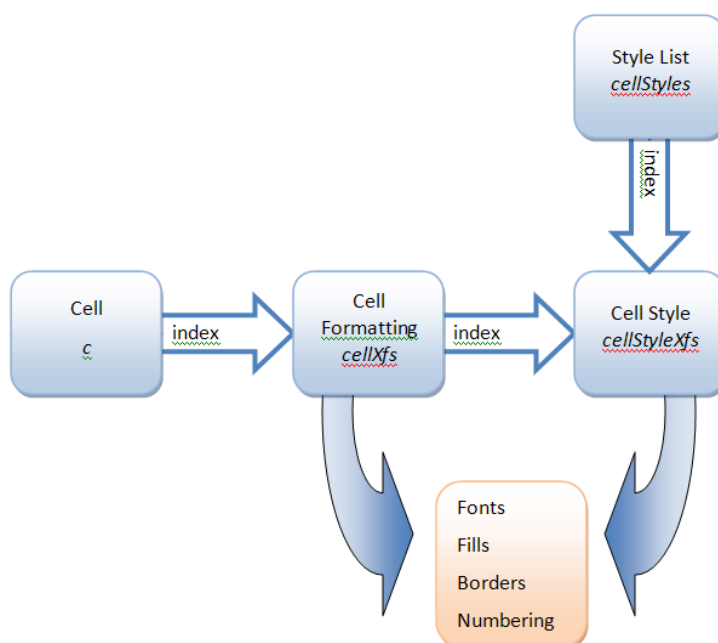 Style List
cellStyles
index
Cell
c
index
Cell
Formatting
cellXfs
index
Cell Style
cellStyleXfs
Fonts
Fills
Borders
Numbering